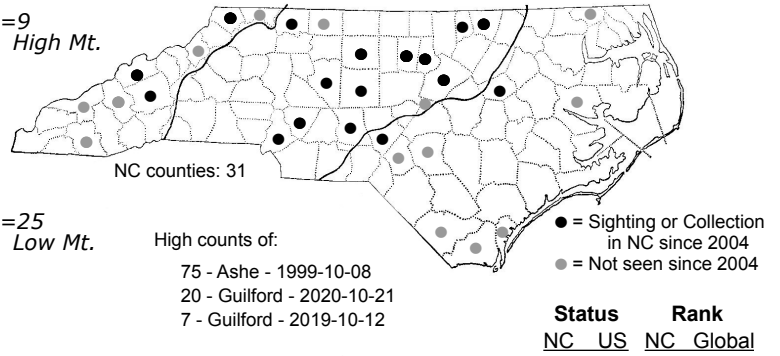 =9
High Mt.
NC counties: 31
=25
Low Mt.
High counts of:
75 - Ashe - 1999-10-08
20 - Guilford - 2020-10-21
7 - Guilford - 2019-10-12
= Sighting or Collection
in NC since 2004
= Not seen since 2004
Status Rank
NC US NC Global